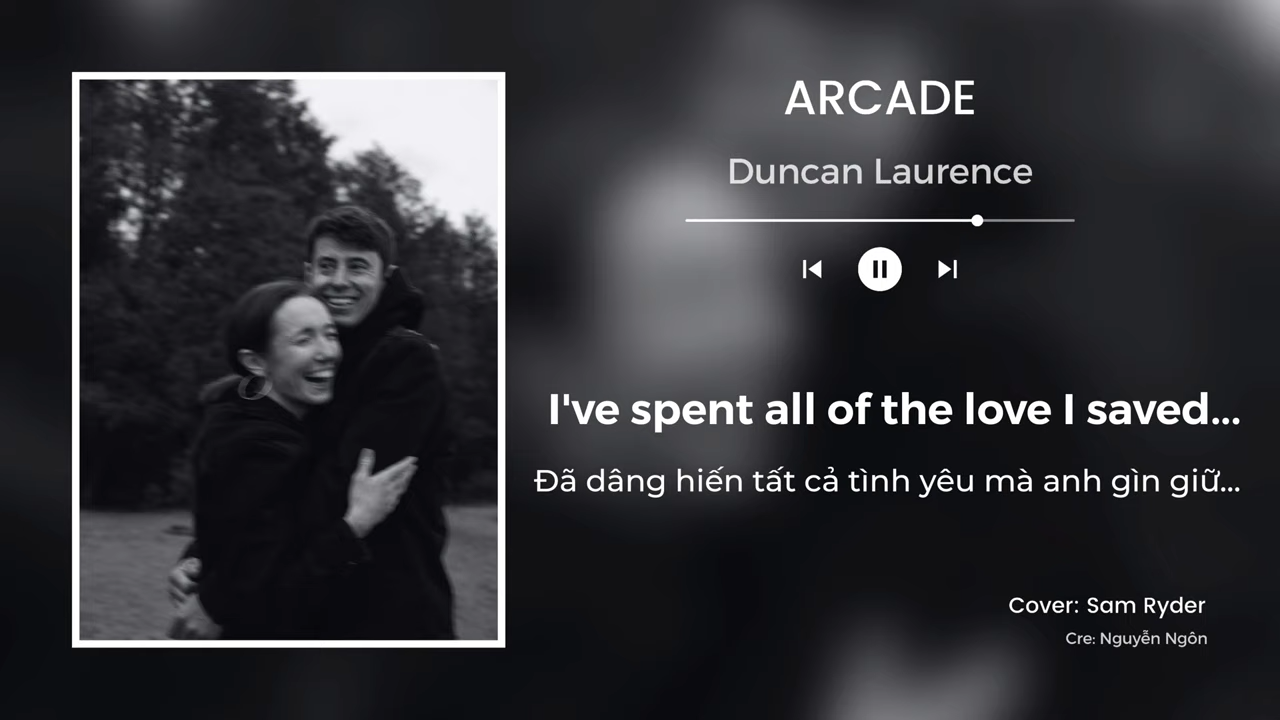 ARCADE
Duncan Laurence
I've spent all of the love I saved...
Đã dâng hiến tất cả tình yêu mà anh gìn giữ...
Cover: Sam Ryder
Cre: Nguyễn Ngôn